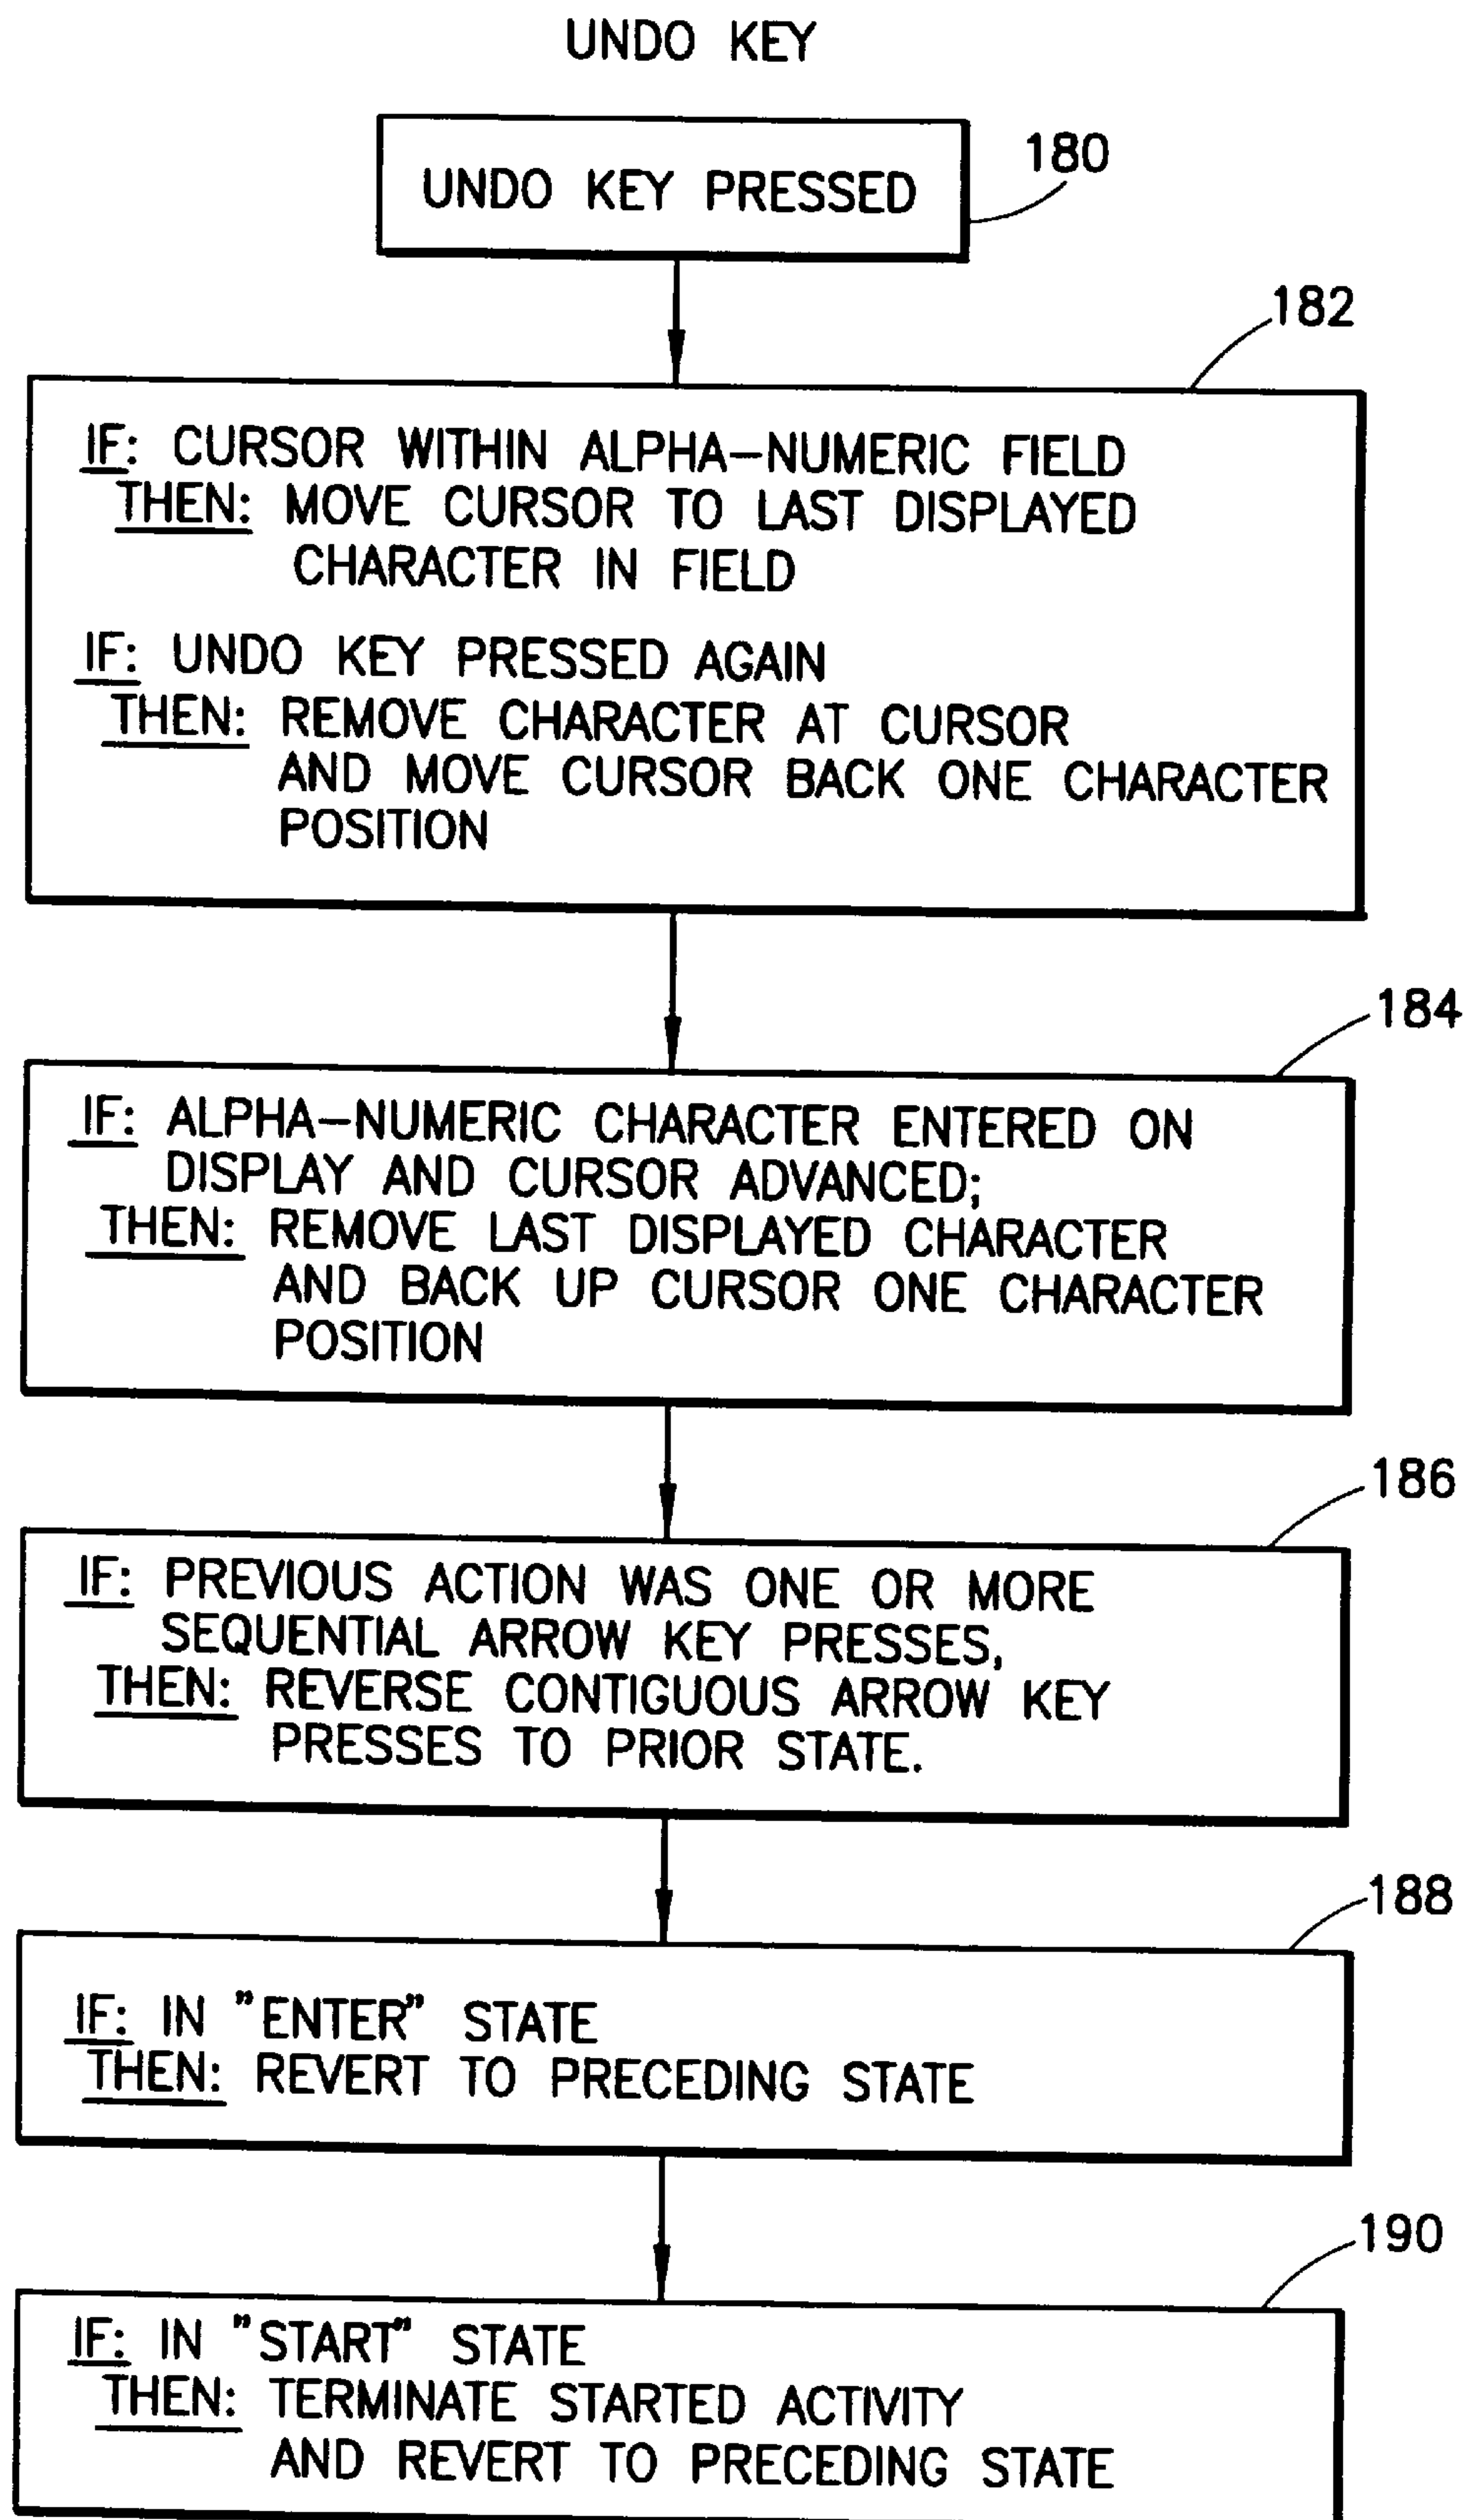 UNDO KEY
UNDO KEY PRESSED
180
182
IF: CURSOR WITHIN ALPHA-NUMERIC FIELD
THEN: MOVE CURSOR TO LAST DISPLAYED
CHARACTER IN FIELD
IF: UNDO KEY PRESSED AGAIN
THEN: REMOVE CHARACTER AT CURSOR
AND MOVE CURSOR BACK ONE CHARACTER
POSITION
184
IF: ALPHA-NUMERIC CHARACTER ENTERED ON
DISPLAY AND CURSOR ADVANCED;
THEN: REMOVE LAST DISPLAYED CHARACTER
AND BACK UP CURSOR ONE CHARACTER
POSITION
186
IF: PREVIOUS ACTION WAS ONE OR MORE
SEQUENTIAL ARROW KEY PRESSES,
THEN: REVERSE CONTIGUOUS ARROW KEY
PRESSES TO PRIOR STATE.
188
IF: IN "ENTER" STATE
THEN: REVERT TO PRECEDING STATE
190
IF: IN "START" STATE
THEN: TERMINATE STARTED ACTIVITY
AND REVERT TO PRECEDING STATE